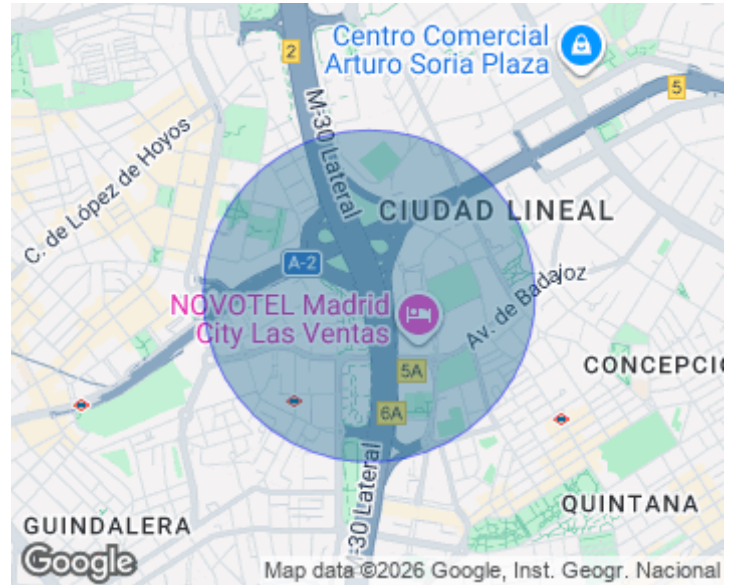 Centro Comercial
Arturo Soria Plaza
2
5
M-30 Lateral
C. de López de Hoyos
CIUDAD LINEAL
A-2
NOVOTEL Madrid
City Las Ventas
Av. de Badajoz
5A
CONCEPCI
6A
M-30 Lateral
QUINTANA
GUINDALERA
Google
Map data ©2026 Google, Inst. Geogr. Nacional